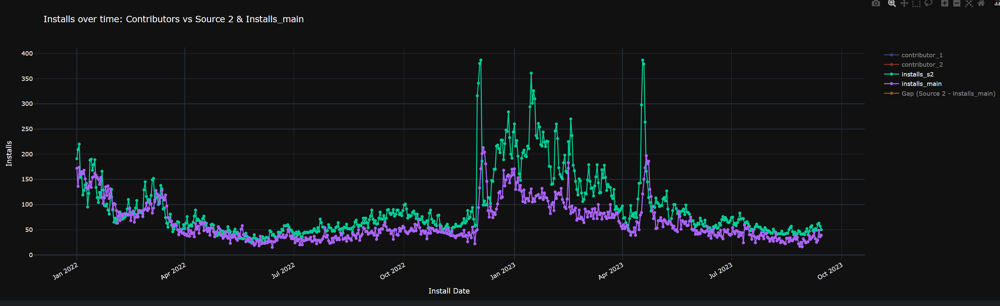 Installs over time: Contributors vs Source 2 & Installs_main
400
350
300
250
200
150
100
50
0
Installs
Jan 2022
Apr 2022
Jul 2022
Oct 2022
Jan 2023
Apr 2023
Jul 2023
Oct 2023
Install Date
contributor_1
contributor_2
installs_s2
installs_main
Gap (Source 2 - installs_main)